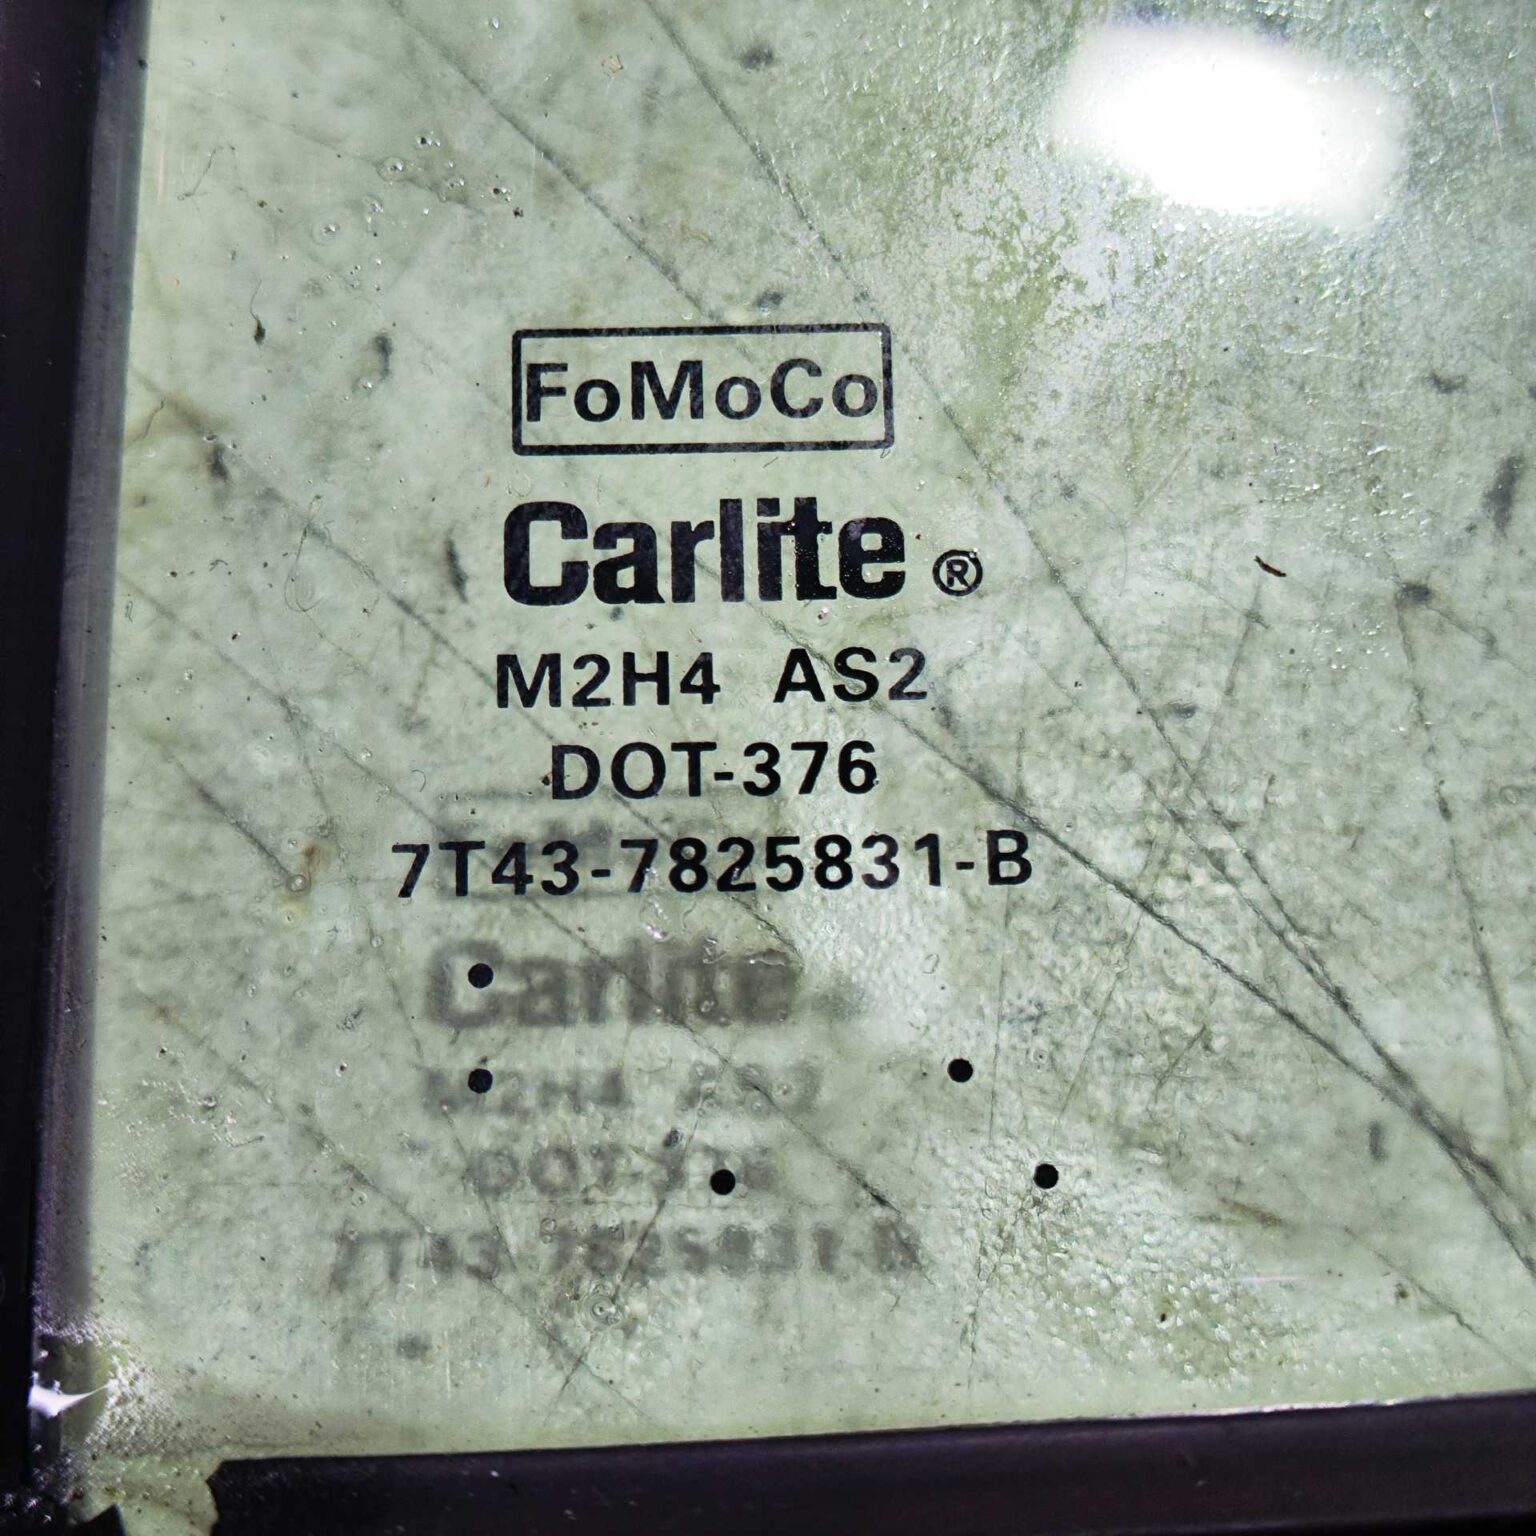 FoMoCo
Carlite ®
M2H4 AS2
DOT-376
7T43-7825831-B